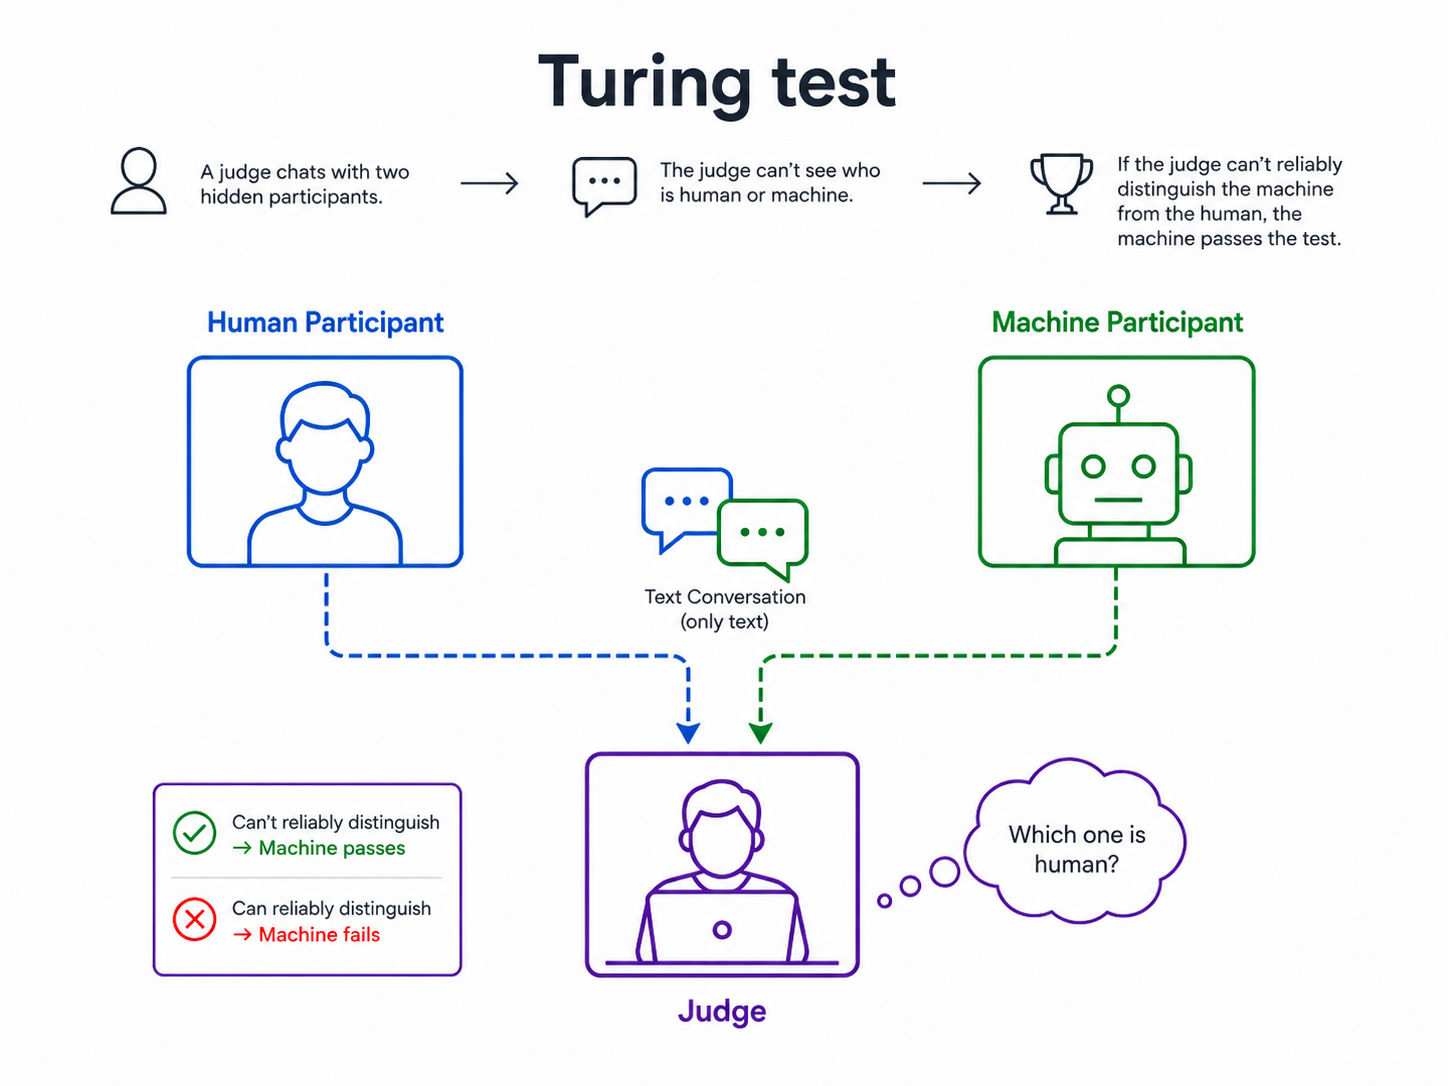 Turing test
A judge chats with two
hidden participants.
The judge can't see who
is human or machine.
If the judge can't reliably
distinguish the machine
from the human, the
machine passes the test.
Human Participant
Machine Participant
Text Conversation
(only text)
Can't reliably distinguish
→ Machine passes
Can reliably distinguish
→ Machine fails
Which one is
human?
Judge